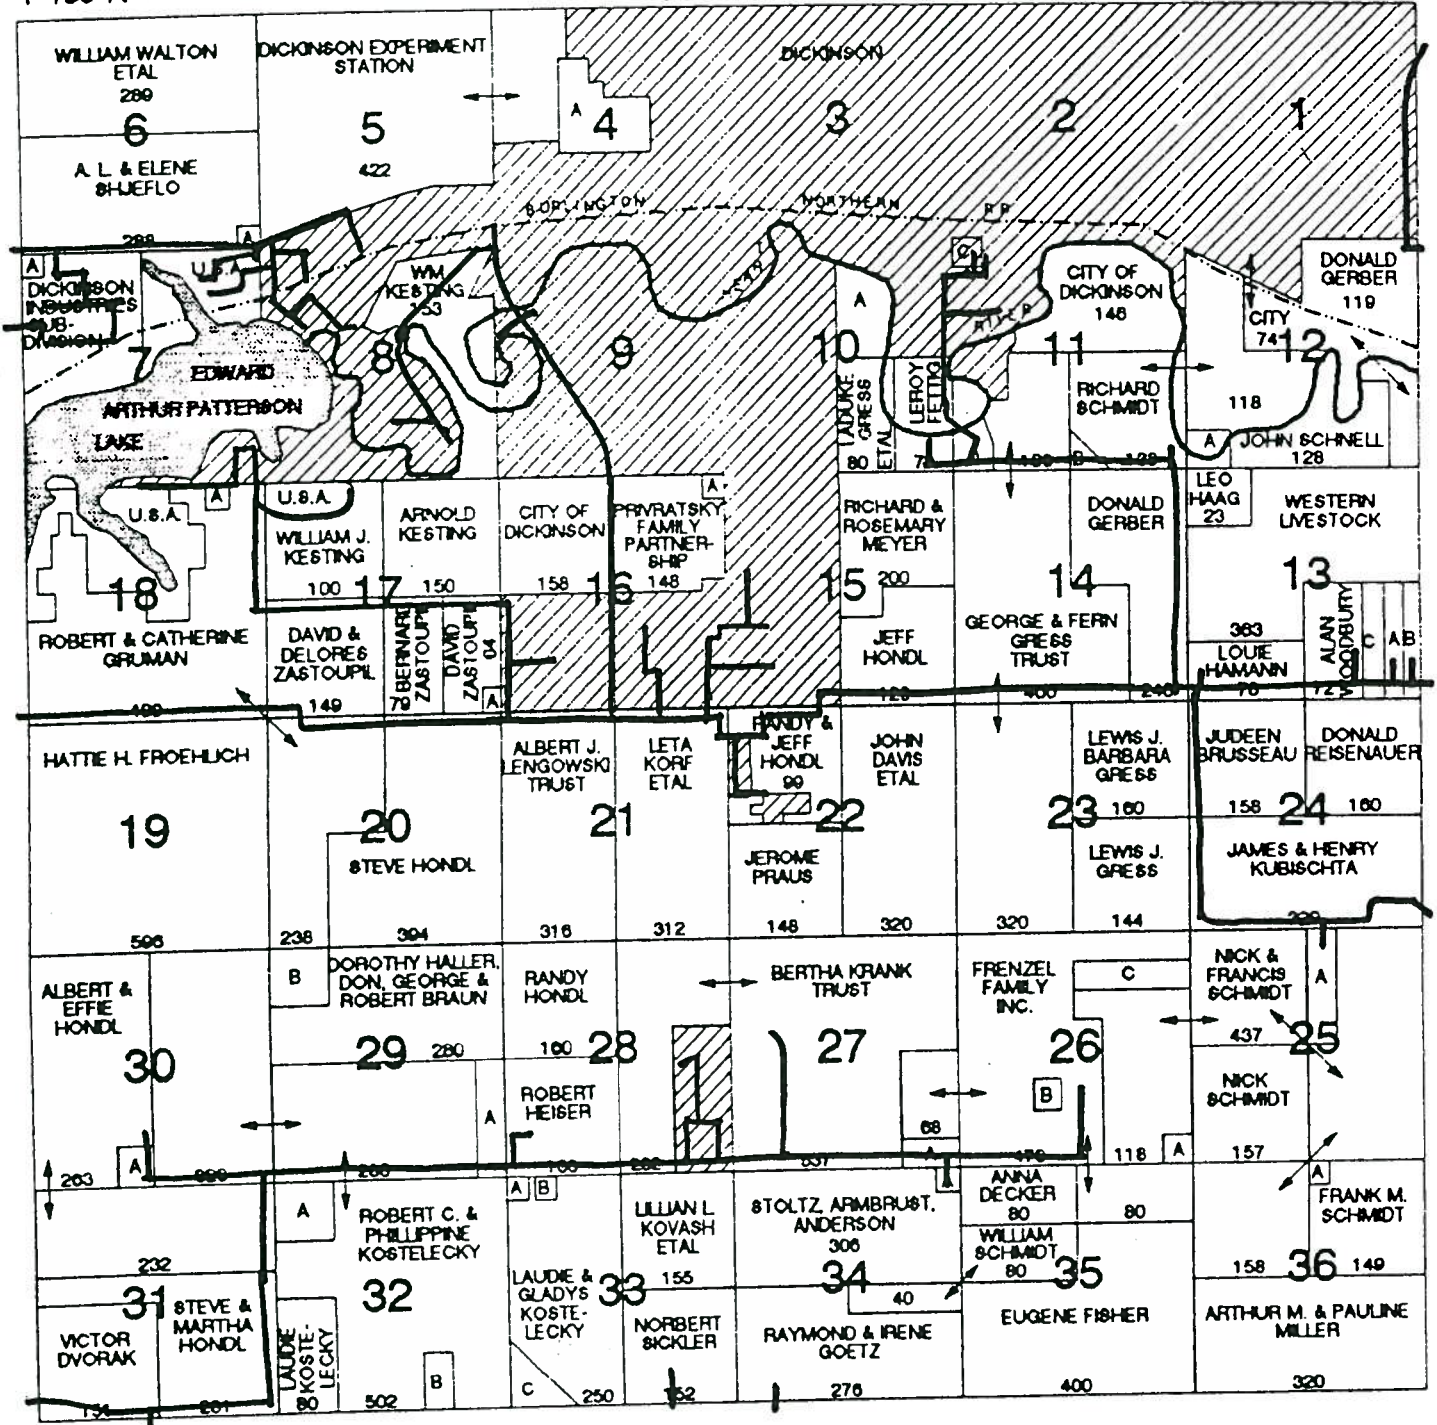 WILLIAM WALTON
ETAL
289
6
A. L. & ELENE
SHJEFLO
288
A
DICKINSON EXPERIMENT
STATION
5
422
A
4
DICKINSON
3
2
1
BURLINGTON NORTHERN RR
A
DICKINSON
INDUSTRIES
SUB-
DIVISION
7
U.S.A.
EDWARD
ARTHUR PATTERSON
LAKE
WM
KESTING
53
8
9
HEART
RIVER
A
10
LADUKE
GRESS
ETAL
80
LEROY
FETTIG
C
CITY OF
DICKINSON
146
11
RICHARD
SCHMIDT
B
DONALD
GERBER
119
CITY
74
12
118
A
JOHN SCHNELL
128
U.S.A.
A
18
ROBERT & CATHERINE
GRUMAN
U.S.A.
WILLIAM J.
KESTING
100
17
ARNOLD
KESTING
150
DAVID &
DELORES
ZASTOUPIL
149
BERNARD
ZASTOUPIL
79
DAVID
ZASTOUPIL
A
CITY OF
DICKINSON
158
16
PRIVRATSKY
FAMILY
PARTNER-
SHIP
148
A
RICHARD &
ROSEMARY
MEYER
200
15
JEFF
HONDL
DONALD
GERBER
14
GEORGE & FERN
GRESS
TRUST
LEO
HAAG
23
WESTERN
LIVESTOCK
13
363
LOUIE
HAMANN
ALAN
WOODBURY
C
A
B
HATTIE H. FROEHLICH
19
596
20
STEVE HONDL
238
394
ALBERT J.
LENGOWSKI
TRUST
21
316
LETA
KORF
ETAL
312
RANDY &
JEFF
HONDL
99
22
JEROME
PRAUS
148
JOHN
DAVIS
ETAL
320
23
320
LEWIS J.
BARBARA
GRESS
160
LEWIS J.
GRESS
144
JUDEEN
BRUSSEAU
158
24
DONALD
REISENAUER
160
JAMES & HENRY
KUBISCHTA
ALBERT &
EFFIE
HONDL
30
263
A
B
DOROTHY HALLER,
DON, GEORGE &
ROBERT BRAUN
29
280
A
RANDY
HONDL
160
28
ROBERT
HEISER
BERTHA KRANK
TRUST
27
68
A
FRENZEL
FAMILY
INC.
C
26
B
118
A
NICK &
FRANCIS
SCHMIDT
437
A
25
NICK
SCHMIDT
157
232
31
VICTOR
DVORAK
STEVE &
MARTHA
HONDL
A
ROBERT C. &
PHILLIPPINE
KOSTELECKY
32
LAUDIE
KOSTE-
LECKY
80
502
B
A
B
LAUDIE &
GLADYS
KOSTE-
LECKY
33
C
250
LILLIAN L.
KOVASH
ETAL
155
NORBERT
SICKLER
152
STOLTZ, ARMBRUST,
ANDERSON
306
34
40
RAYMOND & IRENE
GOETZ
276
ANNA
DECKER
80
80
WILLIAM
SCHMIDT
80
35
EUGENE FISHER
400
A
FRANK M.
SCHMIDT
158
36
149
ARTHUR M. & PAULINE
MILLER
320